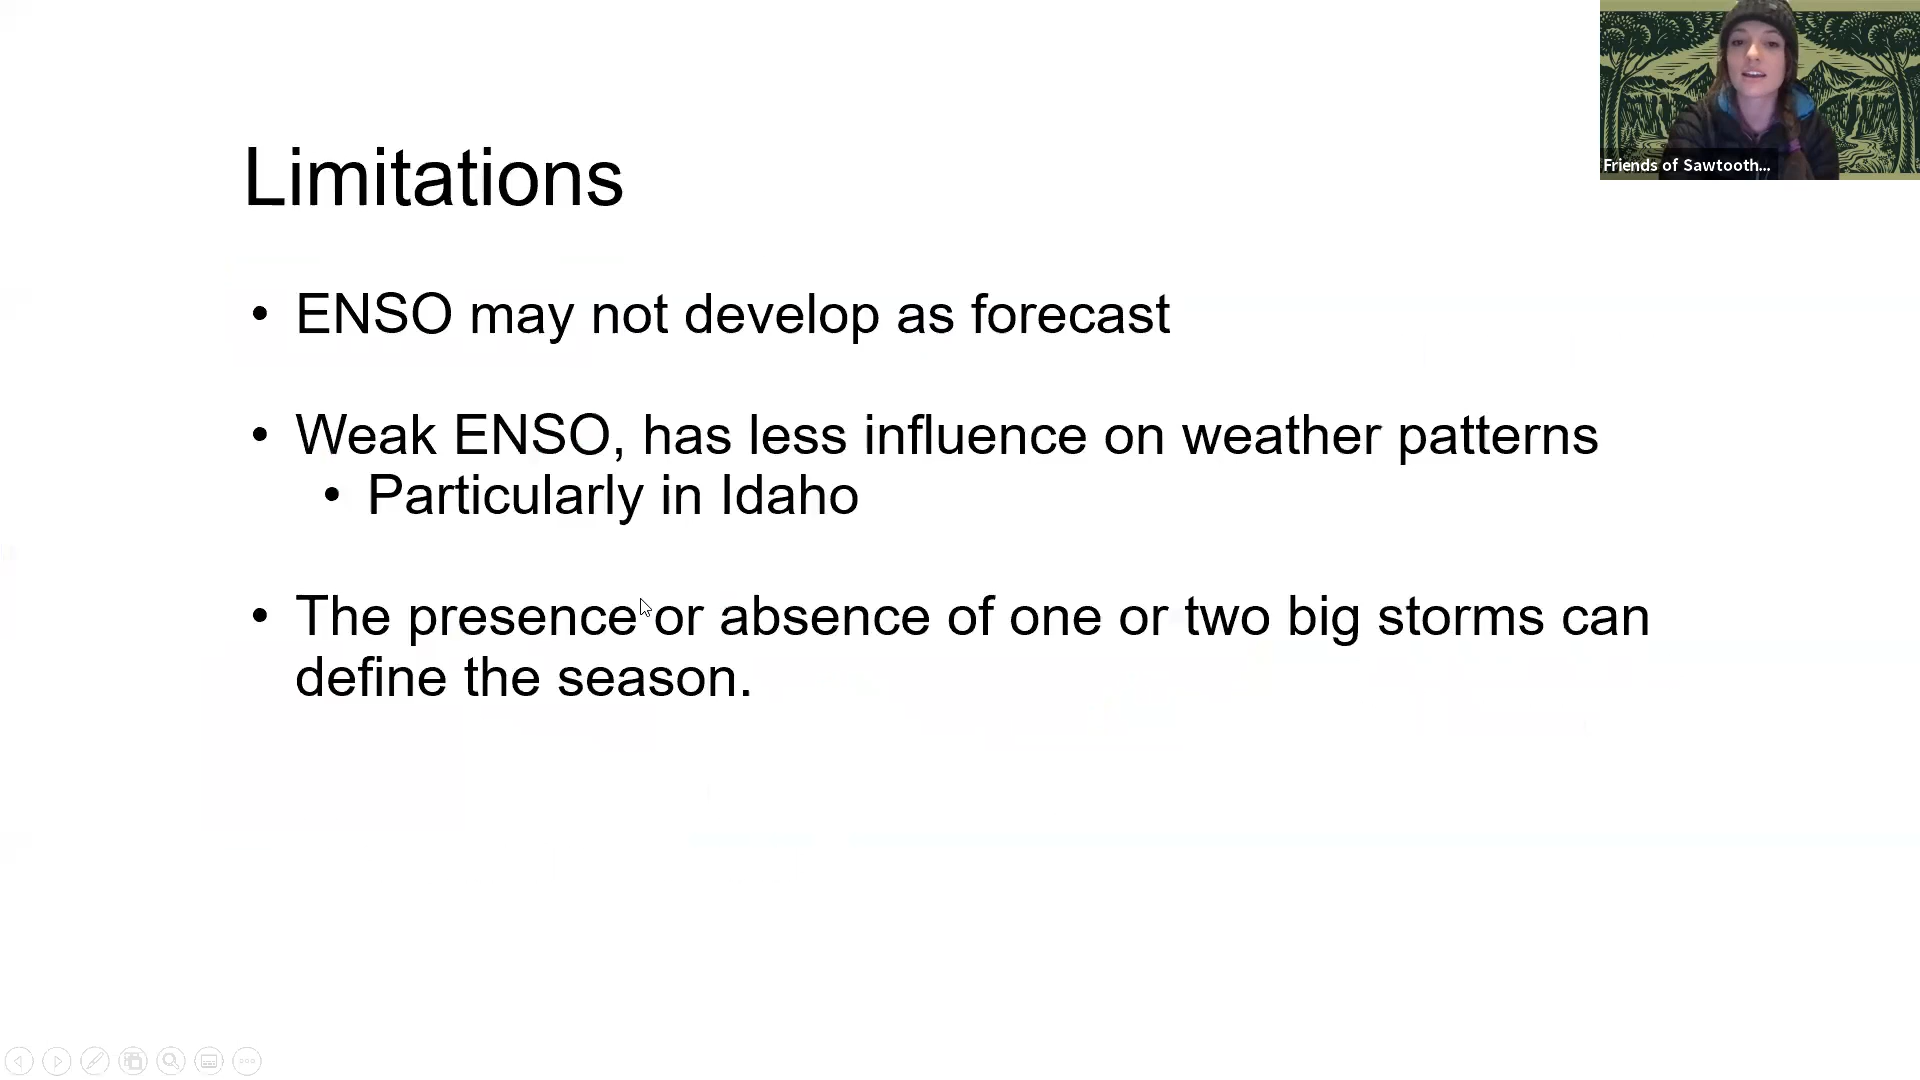 Friends of Sawtooth...
Limitations
• ENSO may not develop as forecast
• Weak ENSO, has less influence on weather patterns
• Particularly in Idaho
• The presence or absence of one or two big storms can
define the season.